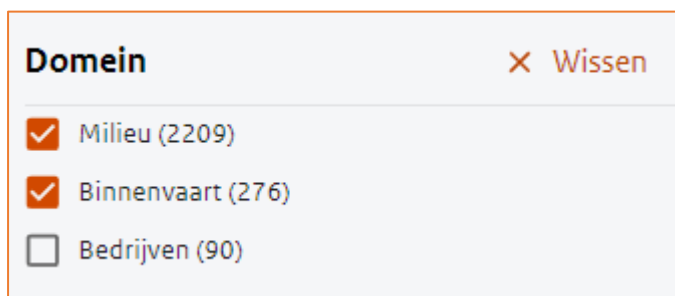 Domein
Wissen
Milieu (2209)
Binnenvaart (276)
Bedrijven (90)